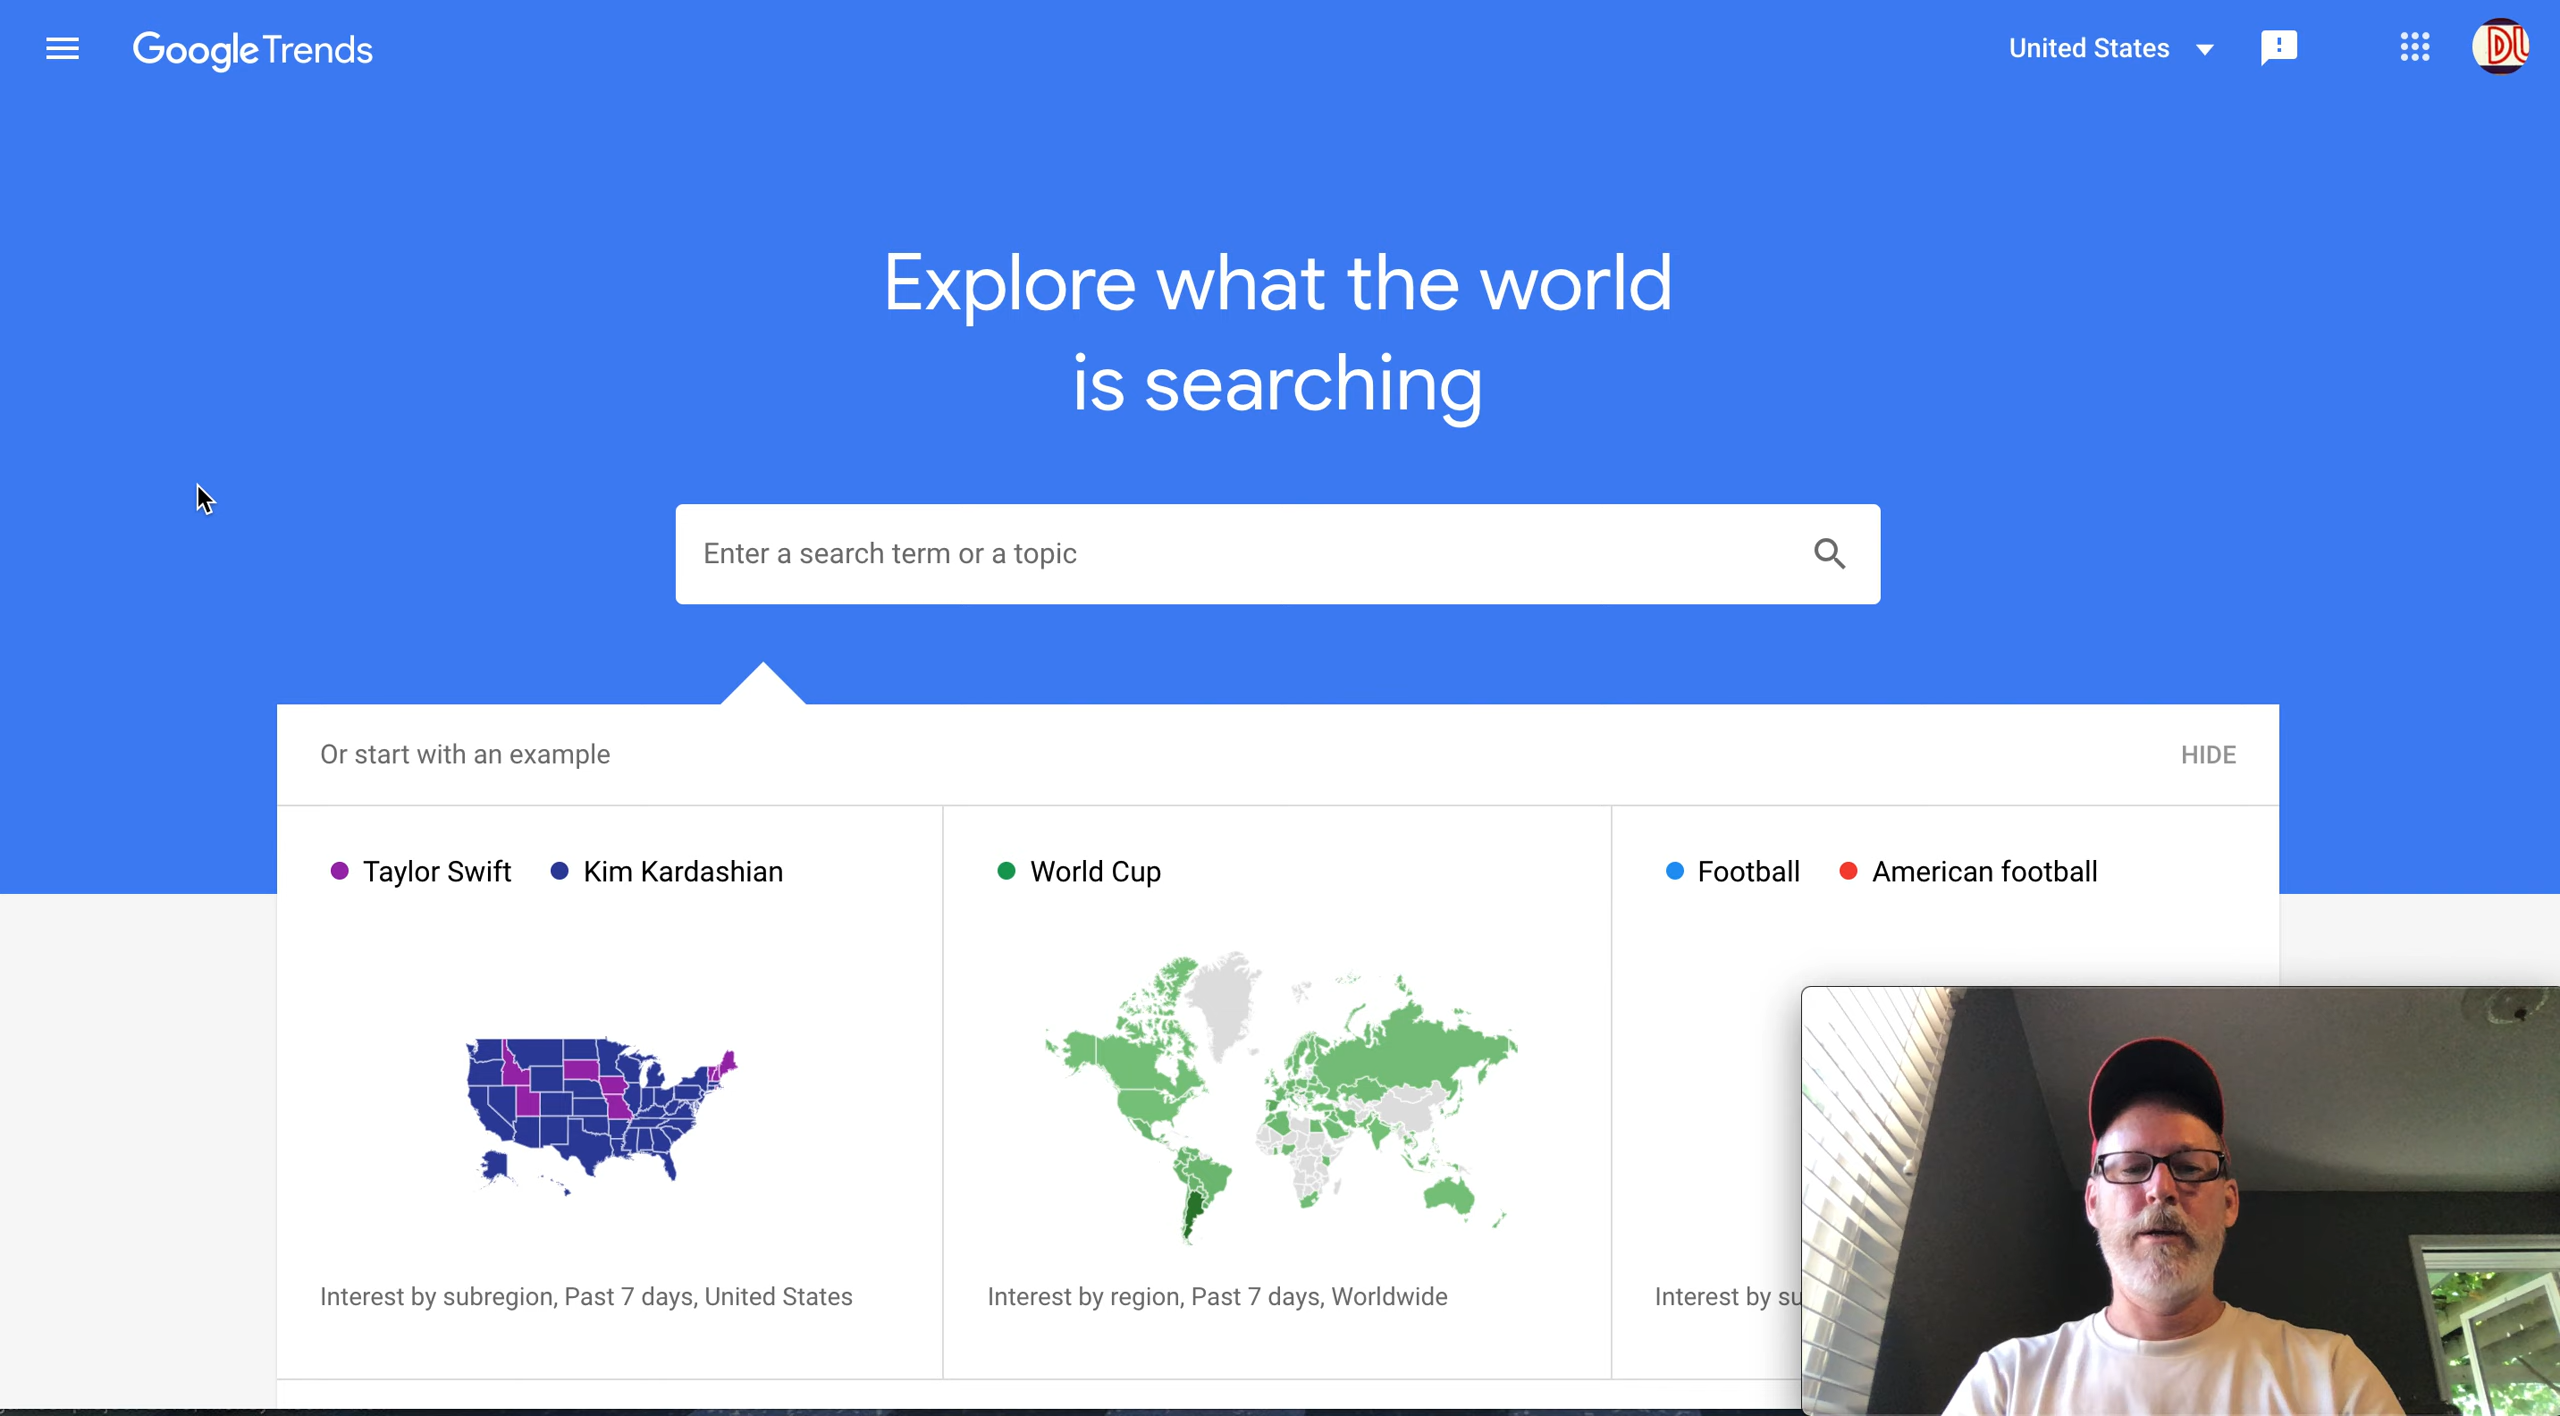 Google Trends
United States
DU
Explore what the world
is searching
Enter a search term or a topic
Or start with an example
HIDE
Taylor Swift
Kim Kardashian
World Cup
Football
American football
Interest by subregion, Past 7 days, United States
Interest by region, Past 7 days, Worldwide
Interest by su